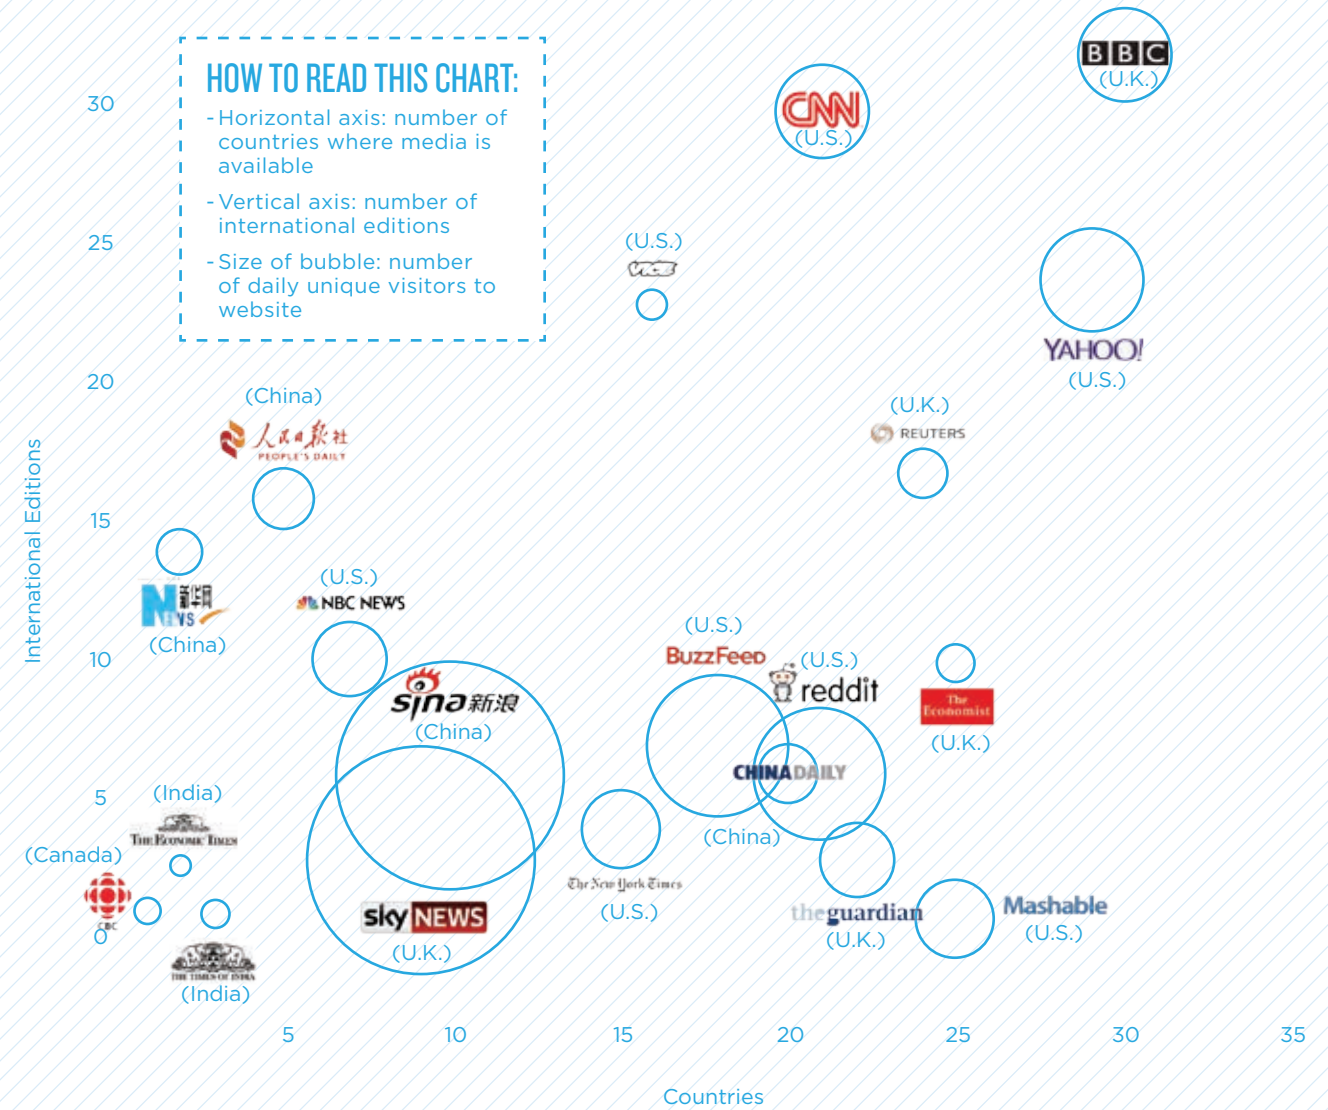 HOW TO READ THIS CHART:
- Horizontal axis: number of
countries where media is
available
- Vertical axis: number of
international editions
- Size of bubble: number
of daily unique visitors to
website
BBC
(U.K.)
CNN
(U.S.)
(U.S.)
VICE
YAHOO!
(U.S.)
(U.K.)
REUTERS
(China)
人民日报社
PEOPLE'S DAILY
NEWS
(China)
(U.S.)
NBC NEWS
sina新浪
(China)
(U.S.)
BUZZFEED
(U.S.)
reddit
The
Economist
(U.K.)
CHINADAILY
(China)
(India)
THE ECONOMIC TIMES
(Canada)
CBC
THE TIMES OF INDIA
(India)
sky NEWS
(U.K.)
The New York Times
(U.S.)
theguardian
(U.K.)
Mashable
(U.S.)
International Editions
30
25
20
15
10
5
0
5
10
15
20
25
30
35
Countries